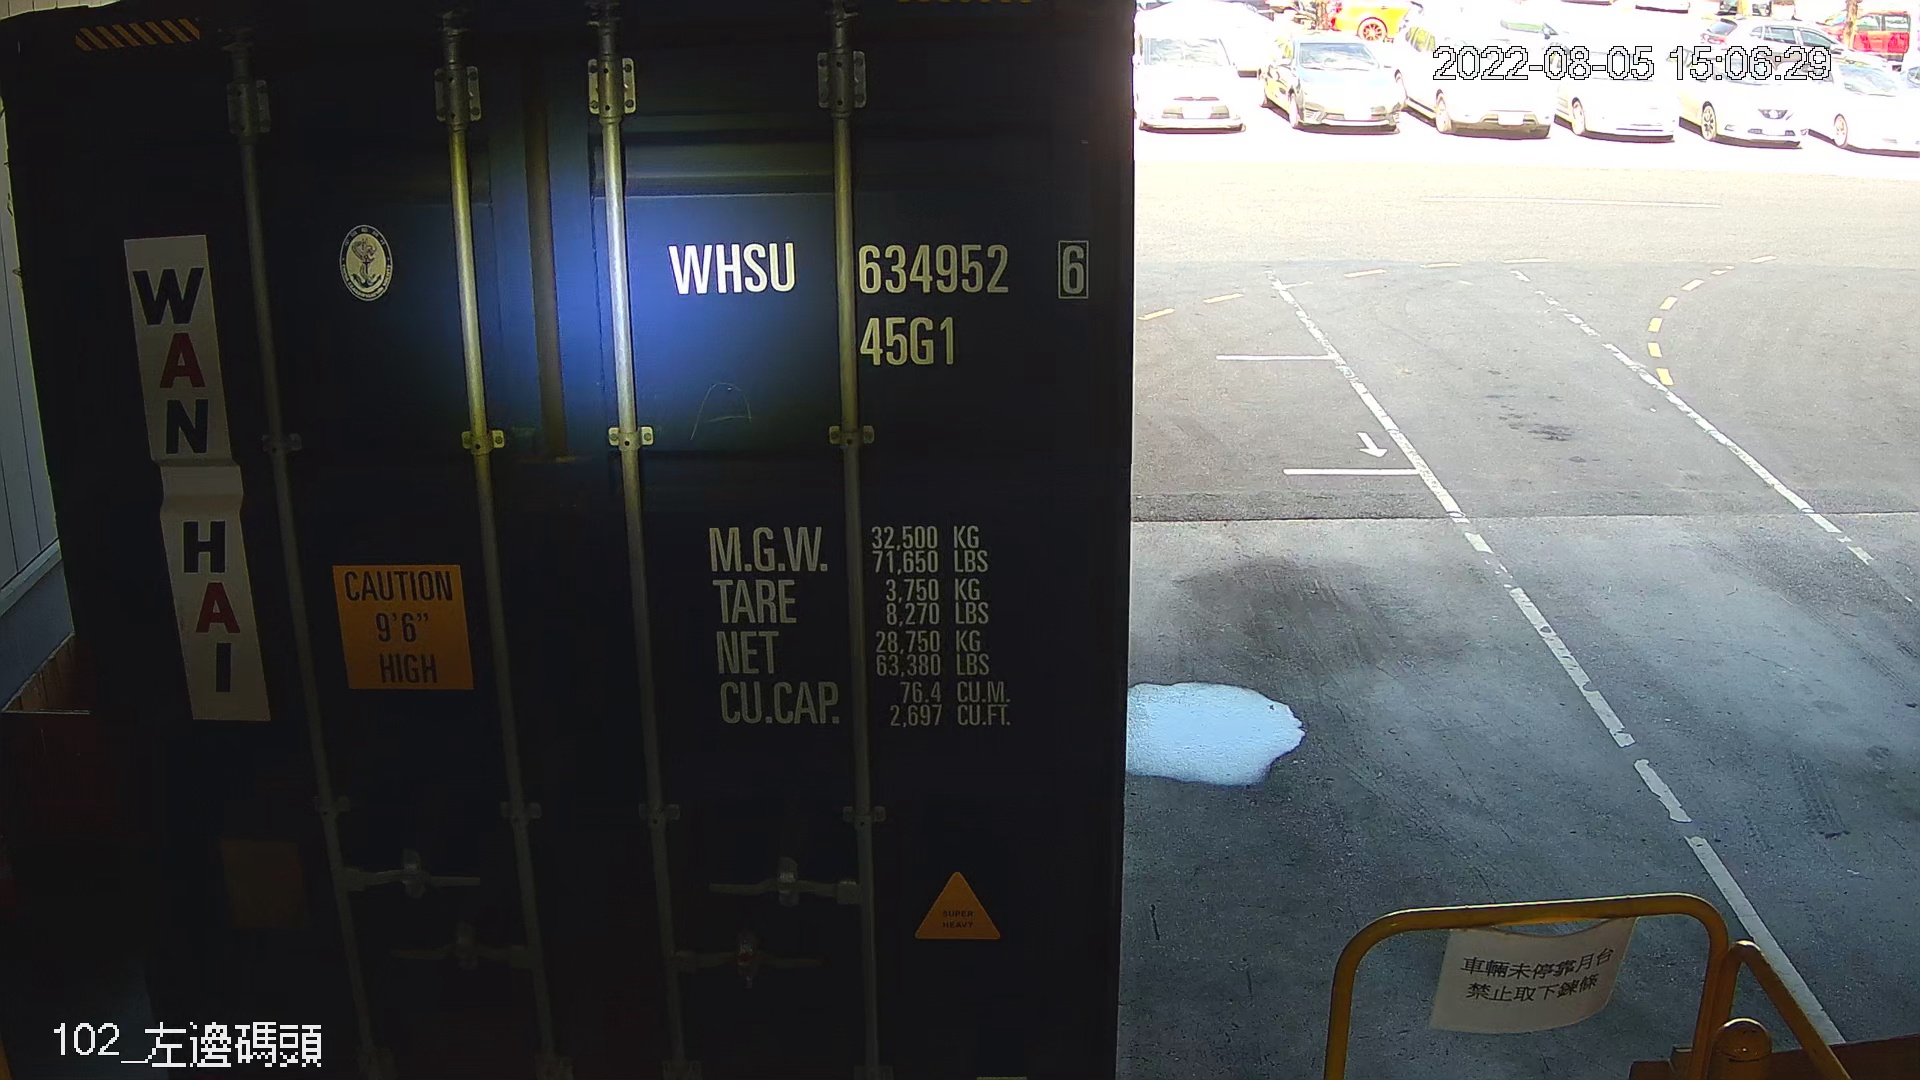 2022-08-05 15:06:29
WAN HAI
WHSU 634952 6
45G1
CAUTION
9'6"
HIGH
M.G.W. 32,500 KG
71,650 LBS
TARE 3,750 KG
8,270 LBS
NET 28,750 KG
63,380 LBS
CU.CAP. 76.4 CU.M.
2,697 CU.FT.
SUPER
HEAVY
車輛未停靠月台
禁止取下鍊條
102_左邊碼頭